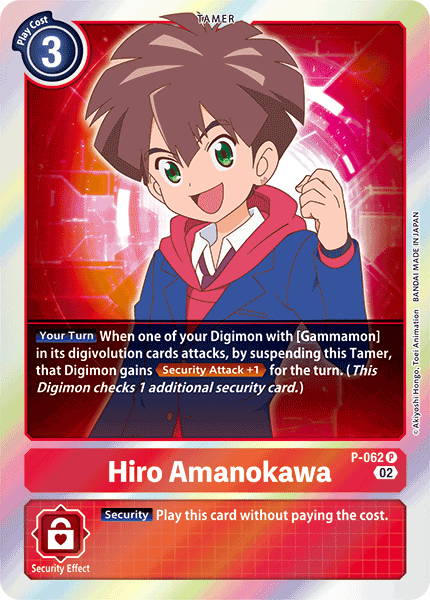 TAMER
Play Cost
3
Your Turn When one of your Digimon with [Gammamon]
in its digivolution cards attacks, by suspending this Tamer,
that Digimon gains Security Attack +1 for the turn. (This
Digimon checks 1 additional security card.)
©Akiyoshi Hongo, Toei Animation BANDAI MADE IN JAPAN
P-062 P
Hiro Amanokawa
02
Security Play this card without paying the cost.
Security Effect